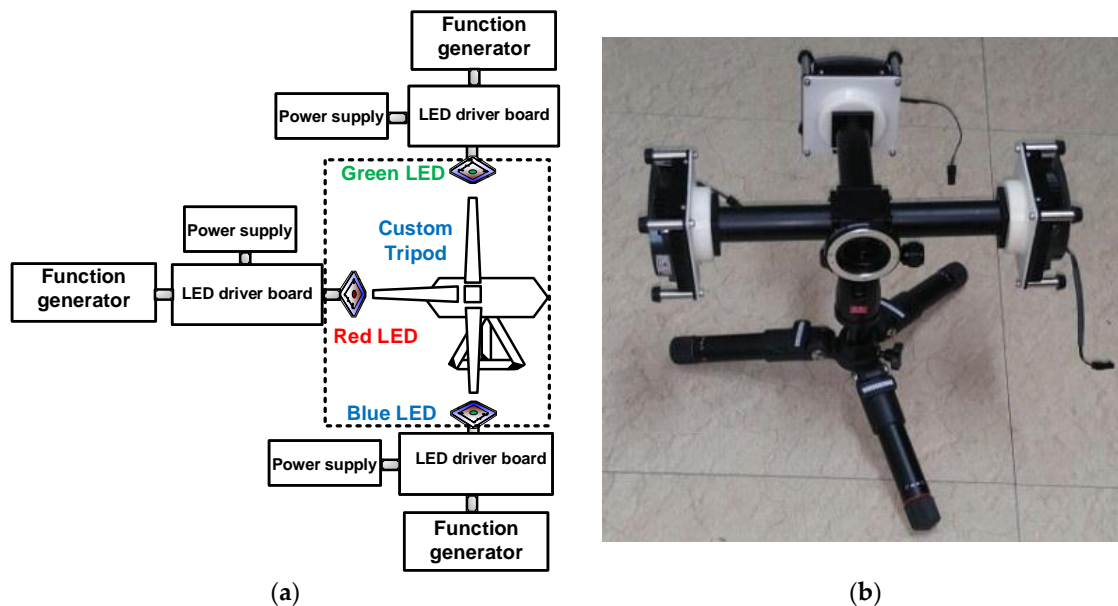 Function
generator
Power supply
LED driver board
Green LED
Custom
Tripod
Power supply
Function
generator
LED driver board
Red LED
Blue LED
Power supply
LED driver board
Function
generator
(a)
(b)